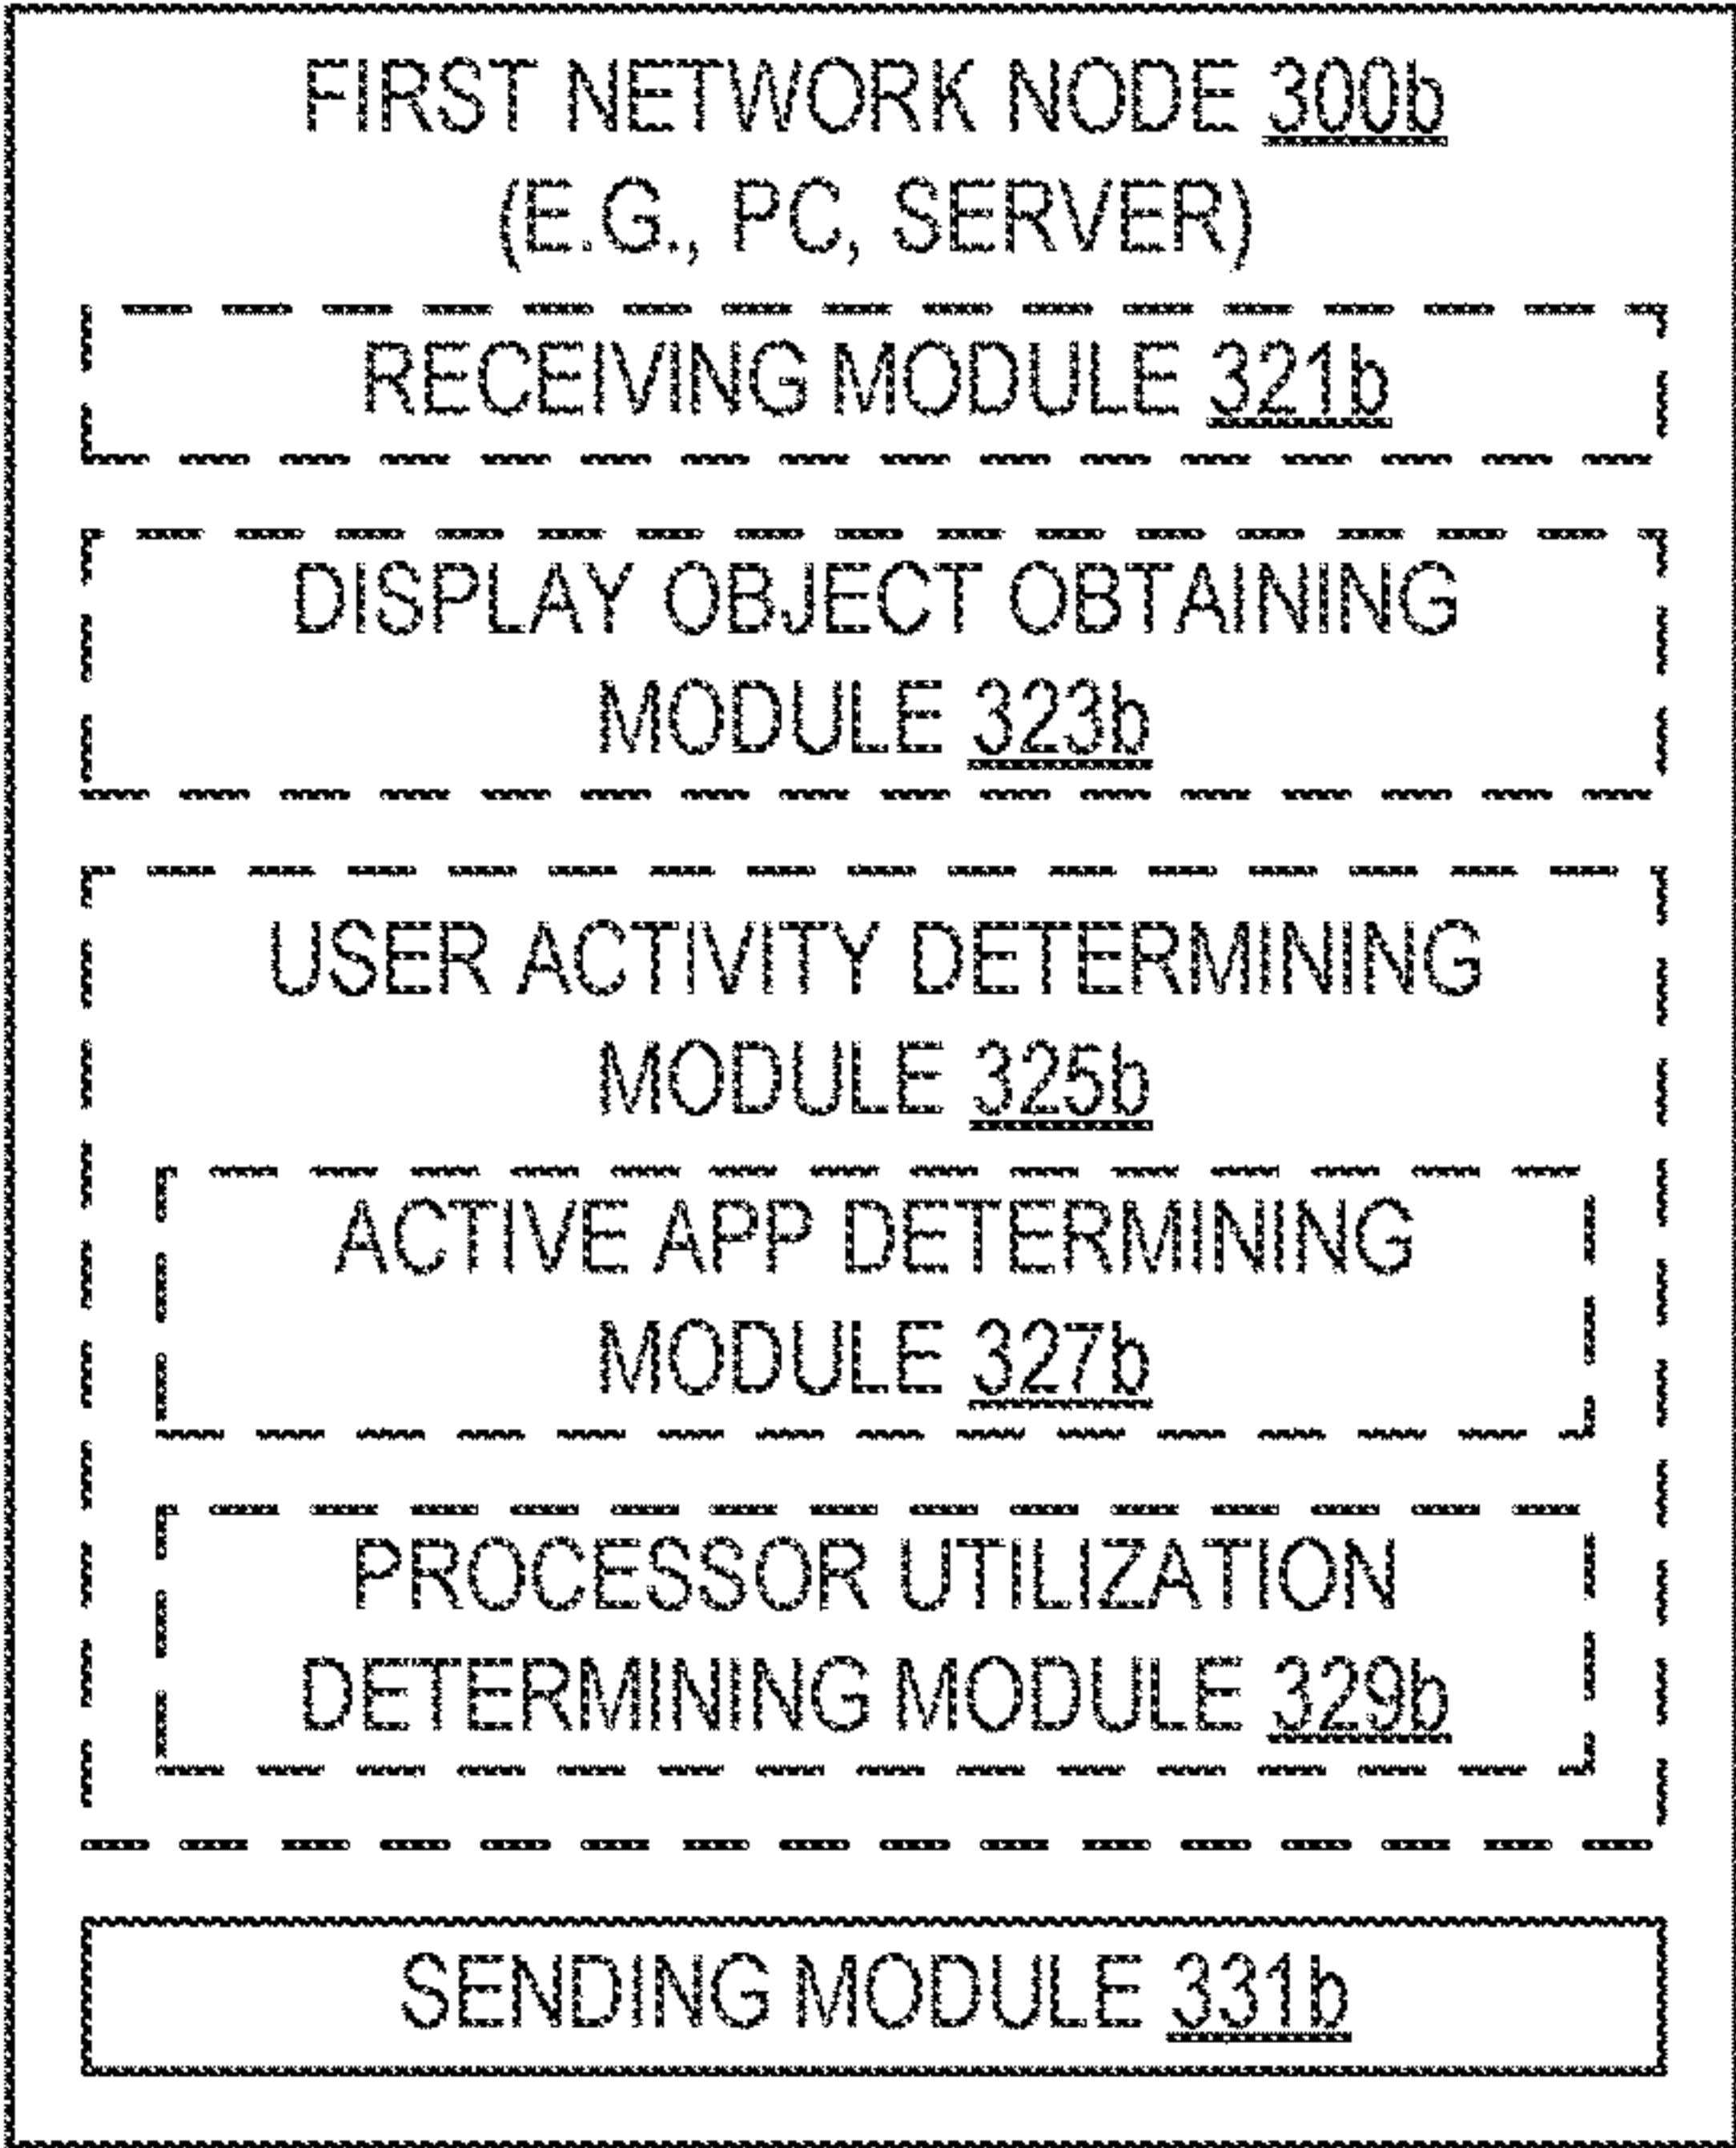 FIRST NETWORK NODE 300b
(E.G., PC, SERVER)
RECEIVING MODULE 321b
DISPLAY OBJECT OBTAINING
MODULE 323b
USER ACTIVITY DETERMINING
MODULE 325b
ACTIVE APP DETERMINING
MODULE 327b
PROCESSOR UTILIZATION
DETERMINING MODULE 329b
SENDING MODULE 331b